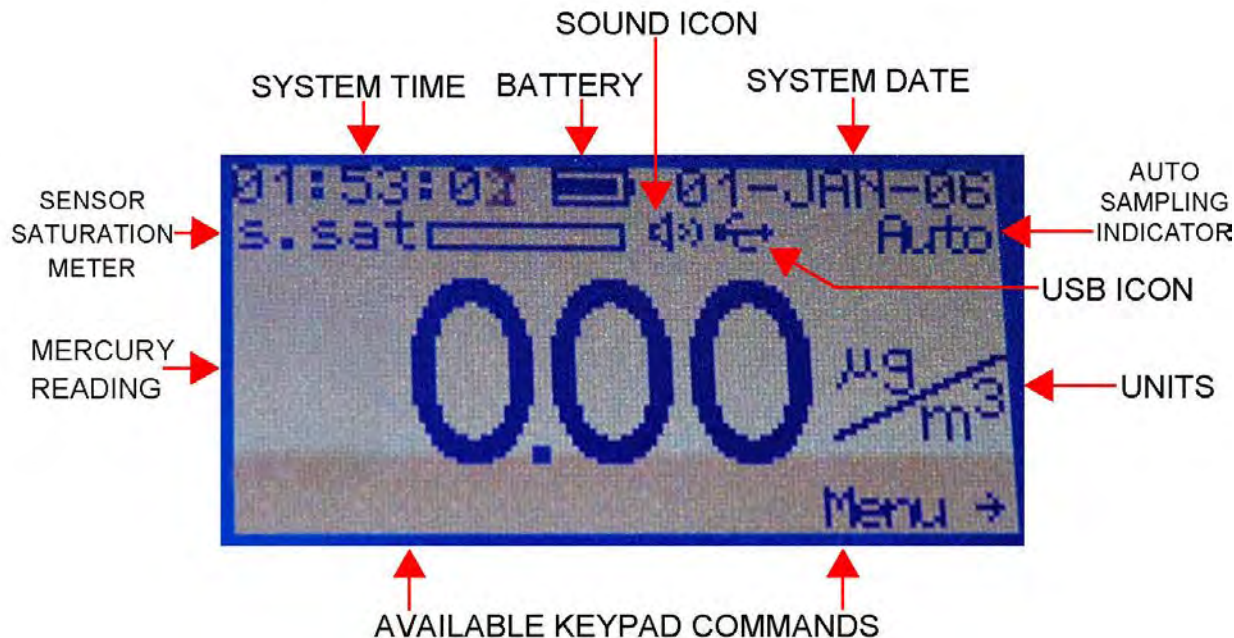 SOUND ICON
SYSTEM TIME
BATTERY
SYSTEM DATE
SENSOR
SATURATION
METER
01:53:02
01-JAN-06
AUTO
SAMPLING
INDICATOR
s.sat
Auto
USB ICON
MERCURY
READING
0.00
µg/m³
UNITS
Menu →
AVAILABLE KEYPAD COMMANDS